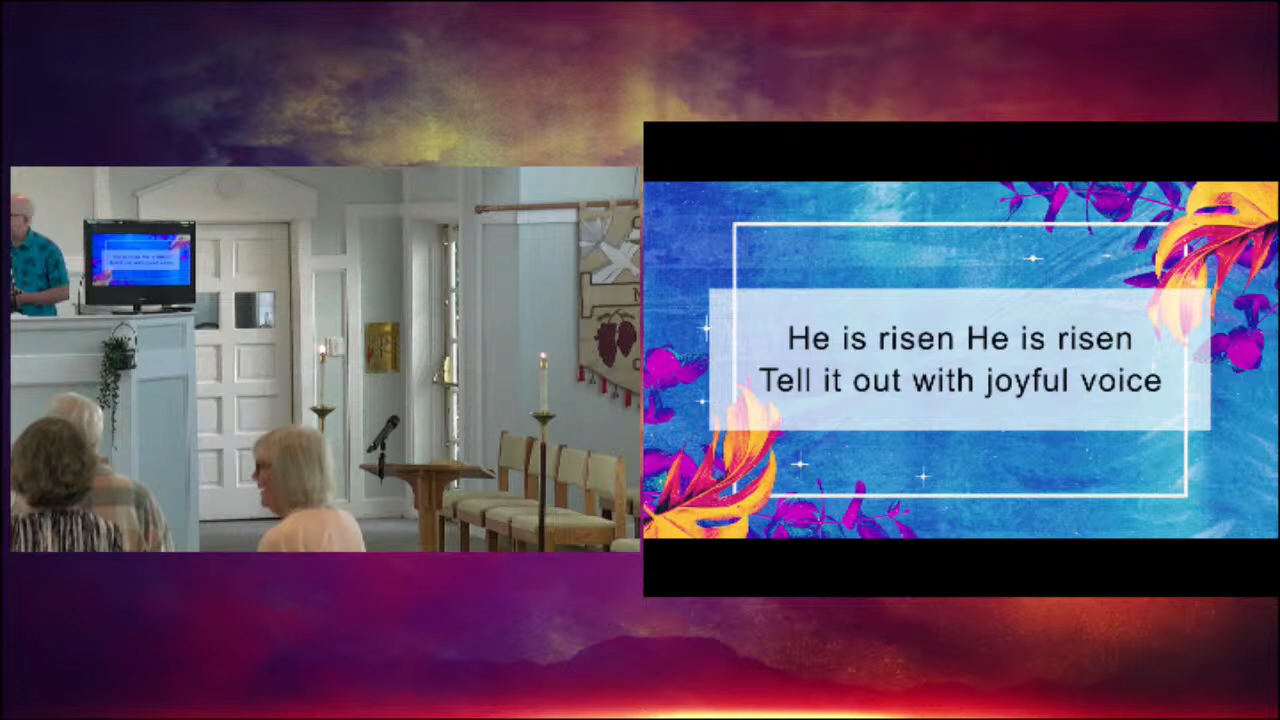 He is risen He is risen
Tell it out with joyful voice